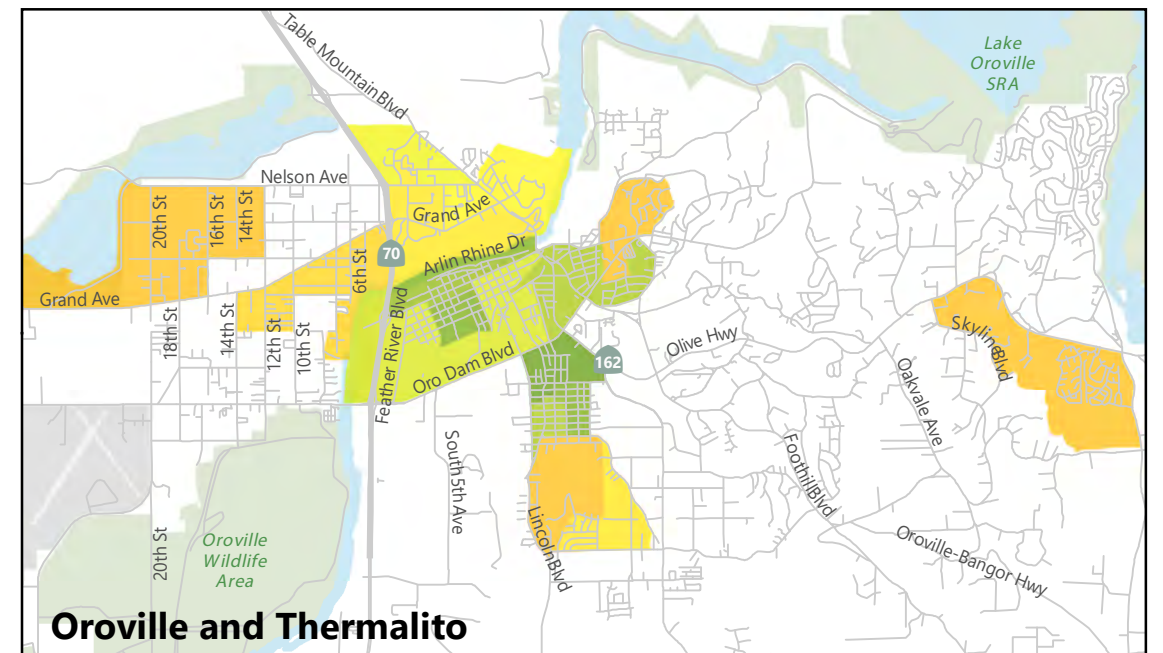 Table Mountain Blvd
Lake
Oroville
SRA
Nelson Ave
20th St
16th St
14th St
Grand Ave
6th St
70
Arlin Rhine Dr
Grand Ave
18th St
14th St
12th St
10th St
Feather River Blvd
Oro Dam Blvd
162
Olive Hwy
Skyline Blvd
Oakvale Ave
South 5th Ave
Foothill Blvd
Lincoln Blvd
Oroville-Bangor Hwy
20th St
Oroville
Wildlife
Area
Oroville and Thermalito